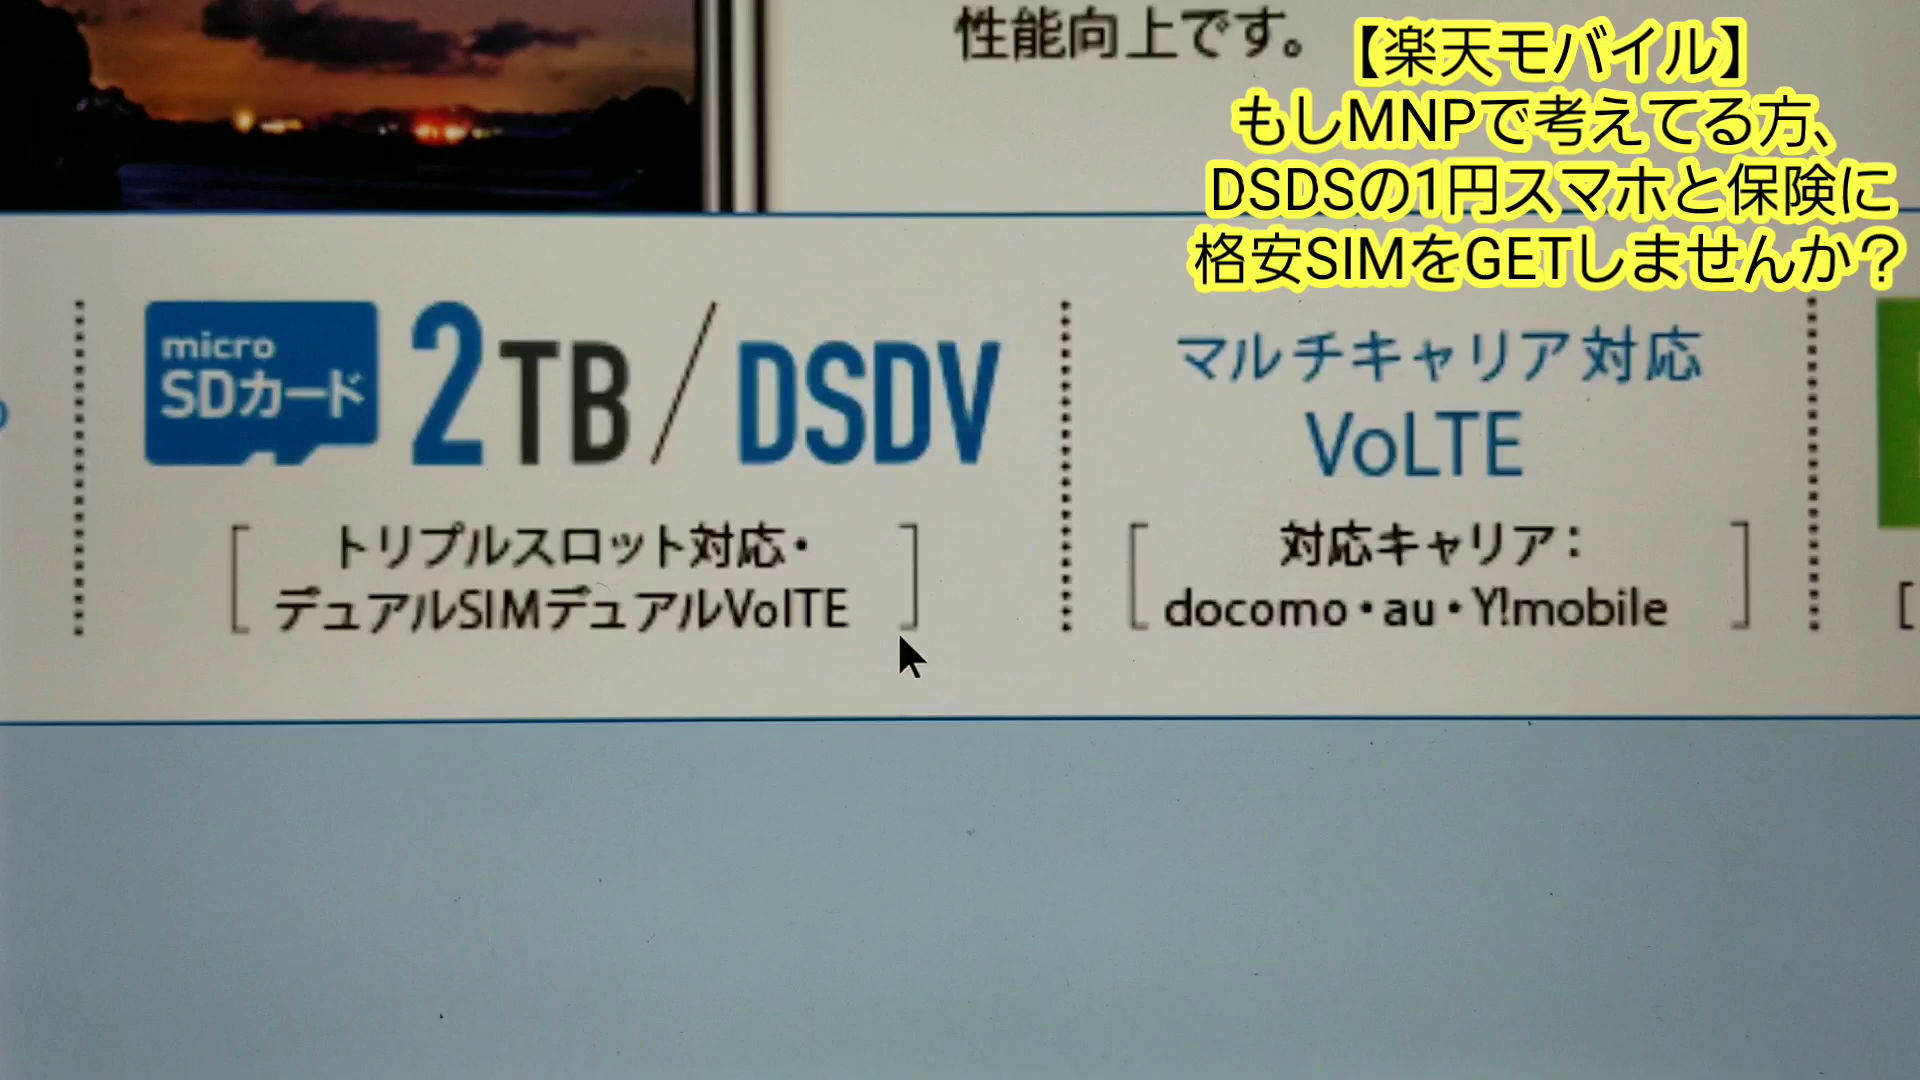 性能向上です。
【楽天モバイル】
もしMNPで考えてる方、
DSDSの1円スマホと保険に
格安SIMをGETしませんか？
micro
SDカード
2TB/DSDV
トリプルスロット対応・
デュアルSIMデュアルVolTE
マルチキャリア対応
VoLTE
対応キャリア：
docomo・au・Y!mobile